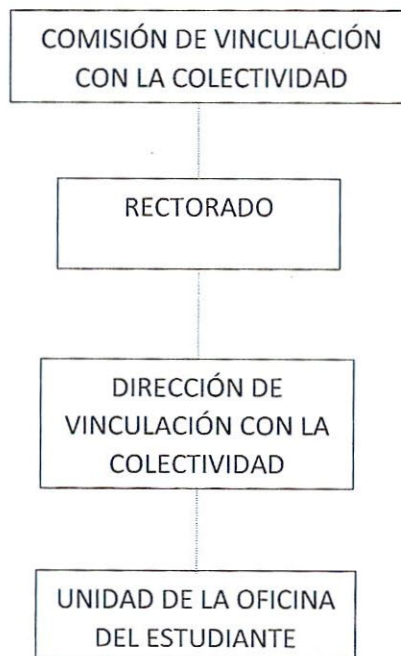 COMISIÓN DE VINCULACIÓN
CON LA COLECTIVIDAD
RECTORADO
DIRECCIÓN DE
VINCULACIÓN CON LA
COLECTIVIDAD
UNIDAD DE LA OFICINA
DEL ESTUDIANTE